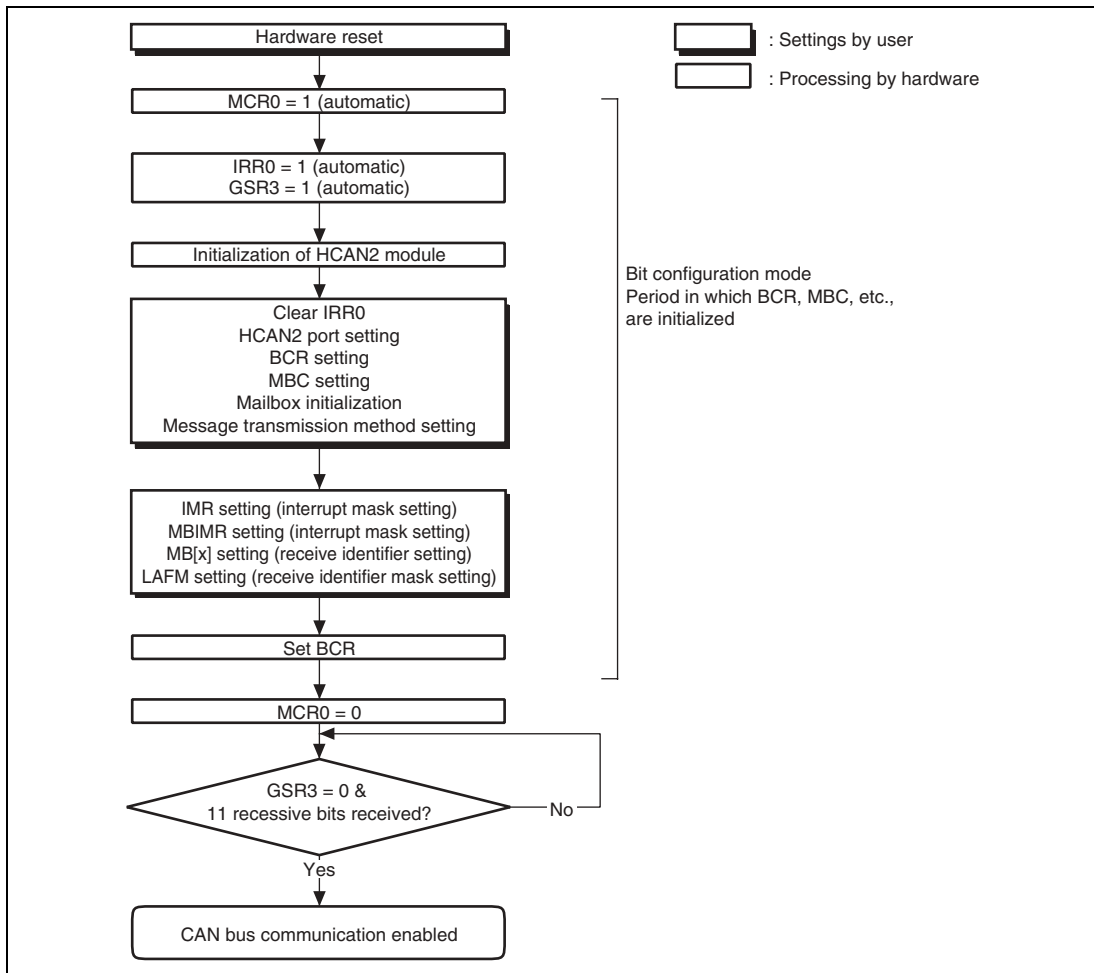 Hardware reset
: Settings by user
: Processing by hardware
MCR0 = 1 (automatic)
IRR0 = 1 (automatic)
GSR3 = 1 (automatic)
Initialization of HCAN2 module
Bit configuration mode
Period in which BCR, MBC, etc.,
are initialized
Clear IRR0
HCAN2 port setting
BCR setting
MBC setting
Mailbox initialization
Message transmission method setting
IMR setting (interrupt mask setting)
MBIMR setting (interrupt mask setting)
MB[x] setting (receive identifier setting)
LAFM setting (receive identifier mask setting)
Set BCR
MCR0 = 0
GSR3 = 0 &
11 recessive bits received?
No
Yes
CAN bus communication enabled